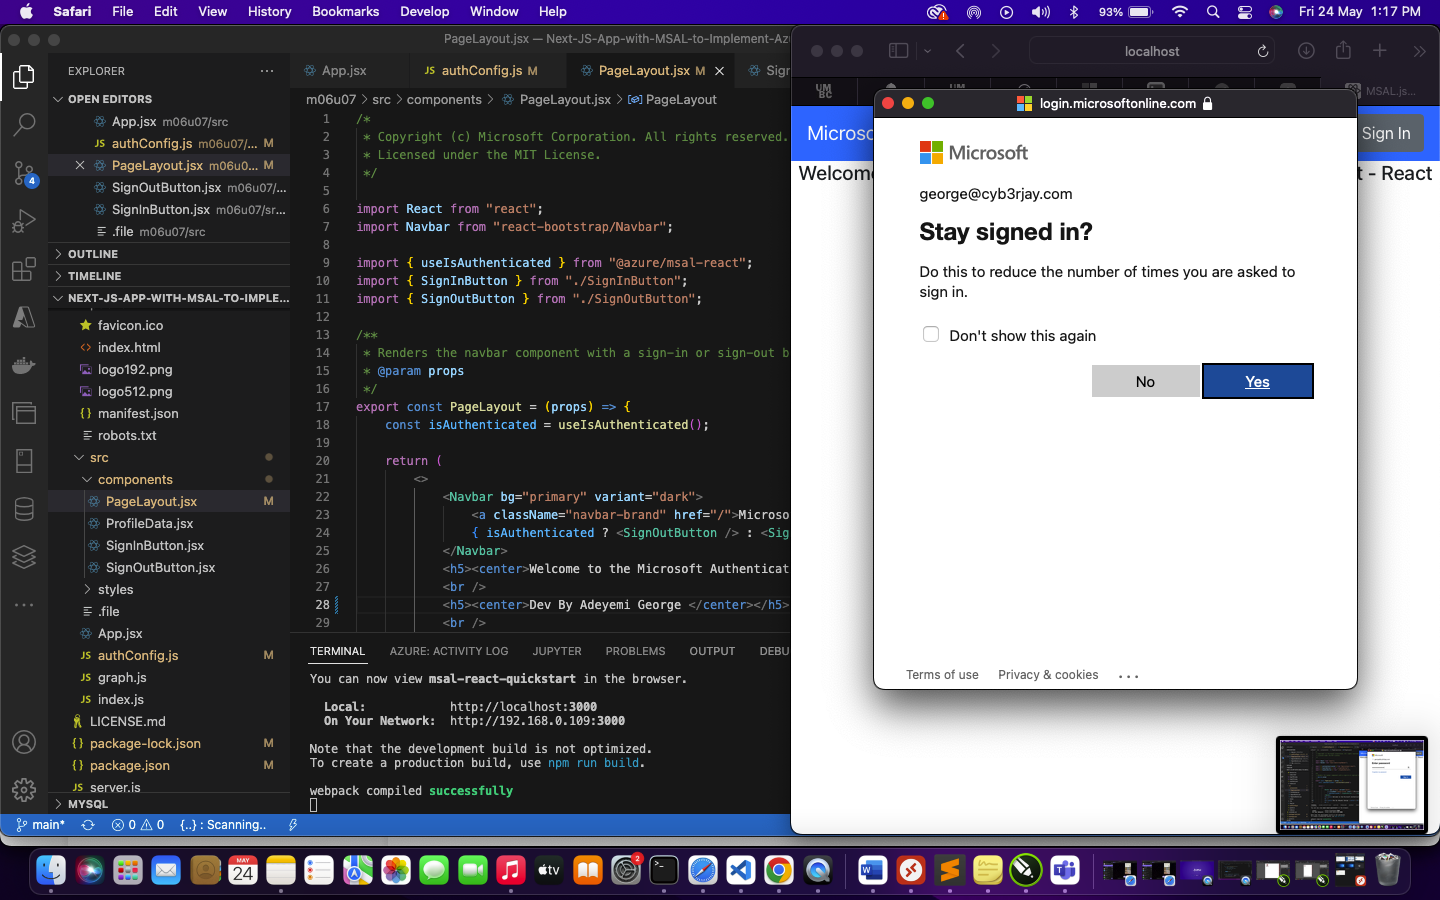 Safari File Edit View History Bookmarks Develop Window Help 93% Fri 24 May 1:17 PM
PageLayout.jsx — Next-JS-App-with-MSAL-to-Implement-Az
EXPLORER
OPEN EDITORS
App.jsx m06u07/src
JS authConfig.js m06u07/... M
PageLayout.jsx m06u0... M
SignOutButton.jsx m06u07/...
SignInButton.jsx m06u07/sr...
.file m06u07/src
OUTLINE
TIMELINE
NEXT-JS-APP-WITH-MSAL-TO-IMPLE...
favicon.ico
index.html
logo192.png
logo512.png
manifest.json
robots.txt
src
components
PageLayout.jsx M
ProfileData.jsx
SignInButton.jsx
SignOutButton.jsx
styles
.file
App.jsx
JS authConfig.js M
JS graph.js
JS index.js
LICENSE.md
{} package-lock.json M
{} package.json M
JS server.js
MYSQL
4
App.jsx JS authConfig.js M PageLayout.jsx M Sign
m06u07 > src > components > PageLayout.jsx > PageLayout
1 /*
2 * Copyright (c) Microsoft Corporation. All rights reserved.
3 * Licensed under the MIT License.
4 */
5
6 import React from "react";
7 import Navbar from "react-bootstrap/Navbar";
8
9 import { useIsAuthenticated } from "@azure/msal-react";
10 import { SignInButton } from "./SignInButton";
11 import { SignOutButton } from "./SignOutButton";
12
13 /**
14 * Renders the navbar component with a sign-in or sign-out b
15 * @param props
16 */
17 export const PageLayout = (props) => {
18 const isAuthenticated = useIsAuthenticated();
19
20 return (
21 <>
22 <Navbar bg="primary" variant="dark">
23 <a className="navbar-brand" href="/">Microso
24 { isAuthenticated ? <SignOutButton /> : <Sig
25 </Navbar>
26 <h5><center>Welcome to the Microsoft Authenticat
27 <br />
28 <h5><center>Dev By Adeyemi George </center></h5>
29 <br />
TERMINAL AZURE: ACTIVITY LOG JUPYTER PROBLEMS OUTPUT DEBU
You can now view msal-react-quickstart in the browser.
Local: http://localhost:3000
On Your Network: http://192.168.0.109:3000
Note that the development build is not optimized.
To create a production build, use npm run build.
webpack compiled successfully
main* 0 0 {..} : Scanning..
localhost
UM
BC
UM
MSAL.js...
Microso
Sign In
Welcome
t - React
login.microsoftonline.com
Microsoft
george@cyb3rjay.com
Stay signed in?
Do this to reduce the number of times you are asked to
sign in.
Don't show this again
No Yes
Terms of use Privacy & cookies ...
MAY
24
tv
2